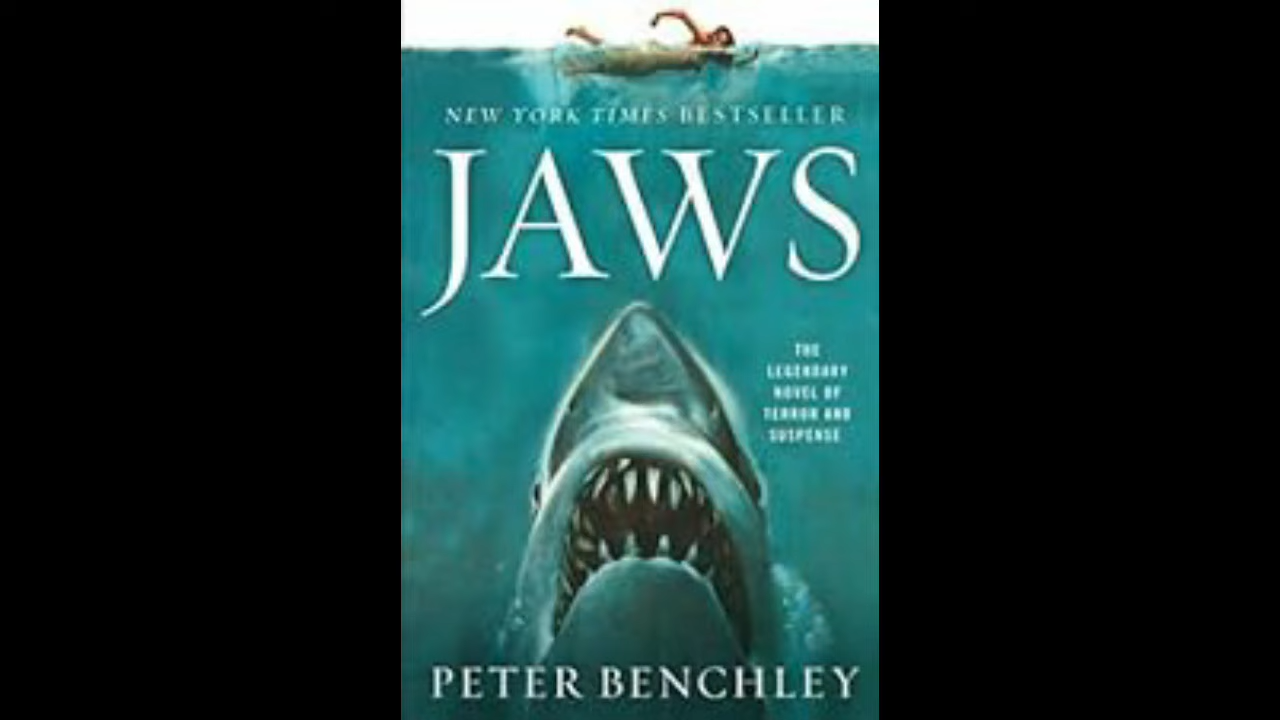 NEW YORK TIMES BESTSELLER
JAWS
THE
LEGENDARY
NOVEL OF
TERROR AND
SUSPENSE
PETER BENCHLEY